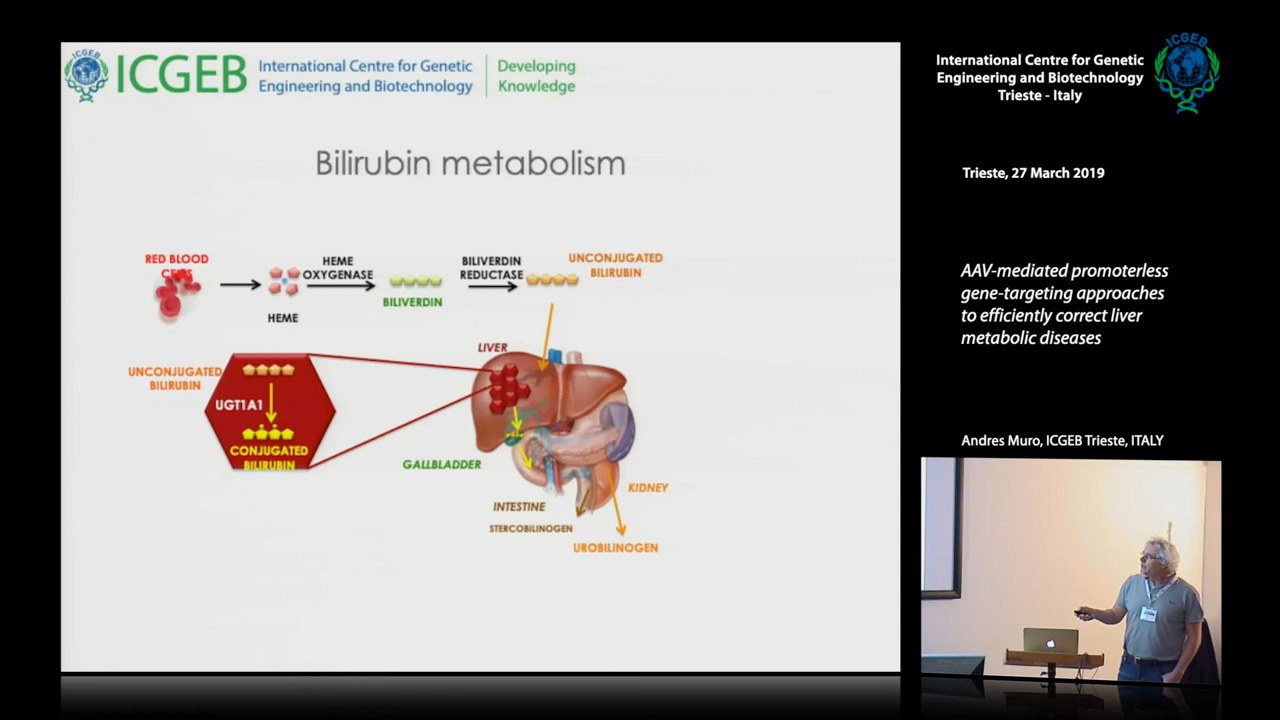 ICGEB
ICGEB
International Centre for Genetic
Engineering and Biotechnology
Developing
Knowledge
Bilirubin metabolism
RED BLOOD
CELLS
HEME
HEME
OXYGENASE
BILIVERDIN
BILIVERDIN
REDUCTASE
UNCONJUGATED
BILIRUBIN
UNCONJUGATED
BILIRUBIN
UGT1A1
CONJUGATED
BILIRUBIN
LIVER
GALLBLADDER
INTESTINE
STERCOBILINOGEN
KIDNEY
UROBILINOGEN
International Centre for Genetic
Engineering and Biotechnology
Trieste - Italy
ICGEB
Trieste, 27 March 2019
AAV-mediated promoterless
gene-targeting approaches
to efficiently correct liver
metabolic diseases
Andres Muro, ICGEB Trieste, ITALY